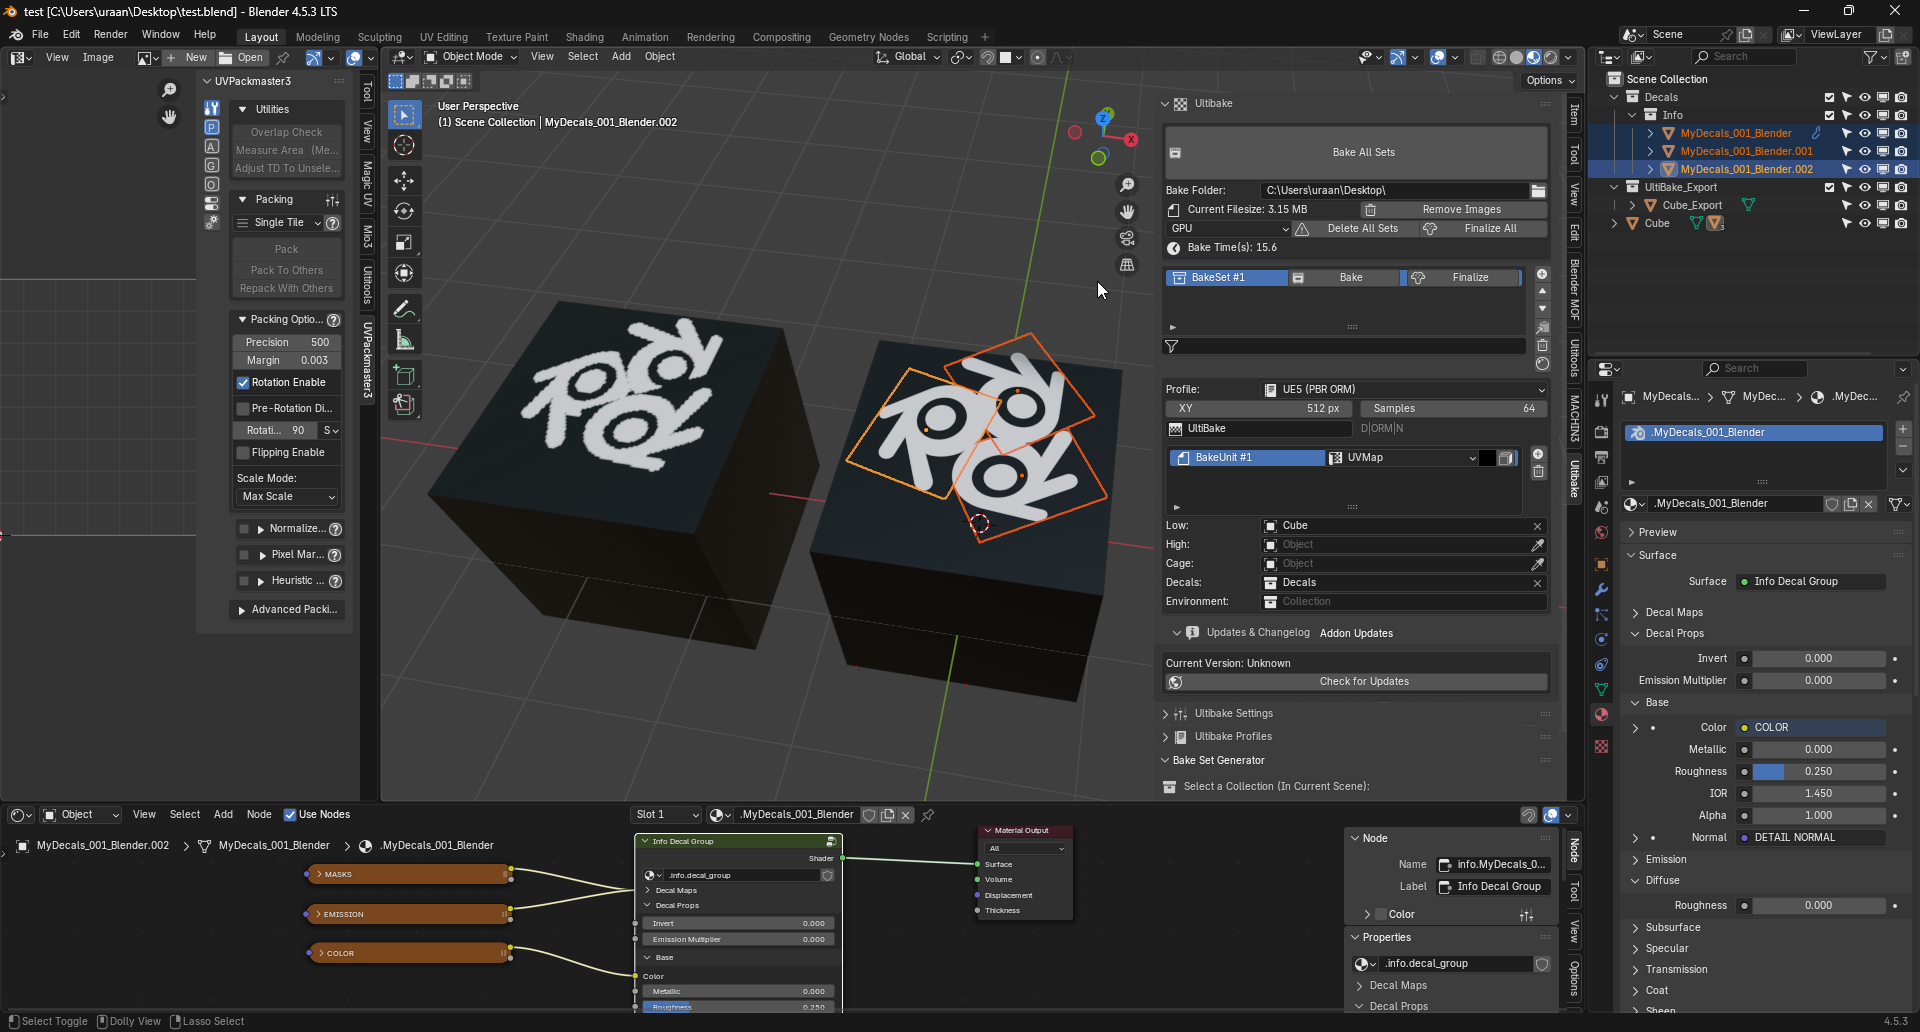 test [C:\Users\uraan\Desktop\test.blend] - Blender 4.5.3 LTS
File Edit Render Window Help Layout Modeling Sculpting UV Editing Texture Paint Shading Animation Rendering Compositing Geometry Nodes Scripting + Scene ViewLayer
View Image + New Open
Object Mode View Select Add Object Global
Search
Options
UVPackmaster3
Utilities
Overlap Check
Measure Area (Me...
Adjust TD To Unsele...
Packing
Single Tile
Pack
Pack To Others
Repack With Others
Packing Optio...
Precision 500
Margin 0.003
Rotation Enable
Pre-Rotation Di...
Rotati... 90 S
Flipping Enable
Scale Mode:
Max Scale
Normalize...
Pixel Mar...
Heuristic ...
Advanced Packi...
P
A
G
O
Tool
View
Magic UV
Mio3
Ultitools
UVPackmaster3
User Perspective
(1) Scene Collection | MyDecals_001_Blender.002
Z
X
Ultibake
Bake All Sets
Bake Folder: C:\Users\uraan\Desktop\
Current Filesize: 3.15 MB Remove Images
GPU Delete All Sets Finalize All
Bake Time(s): 15.6
BakeSet #1 Bake Finalize
Profile: UE5 (PBR ORM)
XY 512 px Samples 64
UltiBake D|ORM|N
BakeUnit #1 UVMap
Low: Cube
High: Object
Cage: Object
Decals: Decals
Environment: Collection
Updates & Changelog Addon Updates
Current Version: Unknown
Check for Updates
Ultibake Settings
Ultibake Profiles
Bake Set Generator
Select a Collection (In Current Scene):
Item
Tool
View
Edit
Blender MOF
Ultitools
MACHIN3
Ultibake
Scene Collection
Decals
Info
MyDecals_001_Blender
MyDecals_001_Blender.001
MyDecals_001_Blender.002
UltiBake_Export
Cube_Export
Cube 3
Search
MyDecals... MyDec... .MyDec...
.MyDecals_001_Blender
.MyDecals_001_Blender
Preview
Surface
Surface Info Decal Group
Decal Maps
Decal Props
Invert 0.000
Emission Multiplier 0.000
Base
Color COLOR
Metallic 0.000
Roughness 0.250
IOR 1.450
Alpha 1.000
Normal DETAIL NORMAL
Emission
Diffuse
Roughness 0.000
Subsurface
Specular
Transmission
Coat
Sheen
Object View Select Add Node Use Nodes Slot 1 .MyDecals_001_Blender
MyDecals_001_Blender.002 MyDecals_001_Blender .MyDecals_001_Blender
MASKS
EMISSION
COLOR
Info Decal Group
Shader
.info.decal_group
Decal Maps
Decal Props
Invert 0.000
Emission Multiplier 0.000
Base
Color
Metallic 0.000
Roughness 0.250
Material Output
All
Surface
Volume
Displacement
Thickness
Node
Name info.MyDecals_0...
Label Info Decal Group
Color
Properties
.info.decal_group
Decal Maps
Decal Props
Node
Tool
View
Options
Select Toggle Dolly View Lasso Select 4.5.3